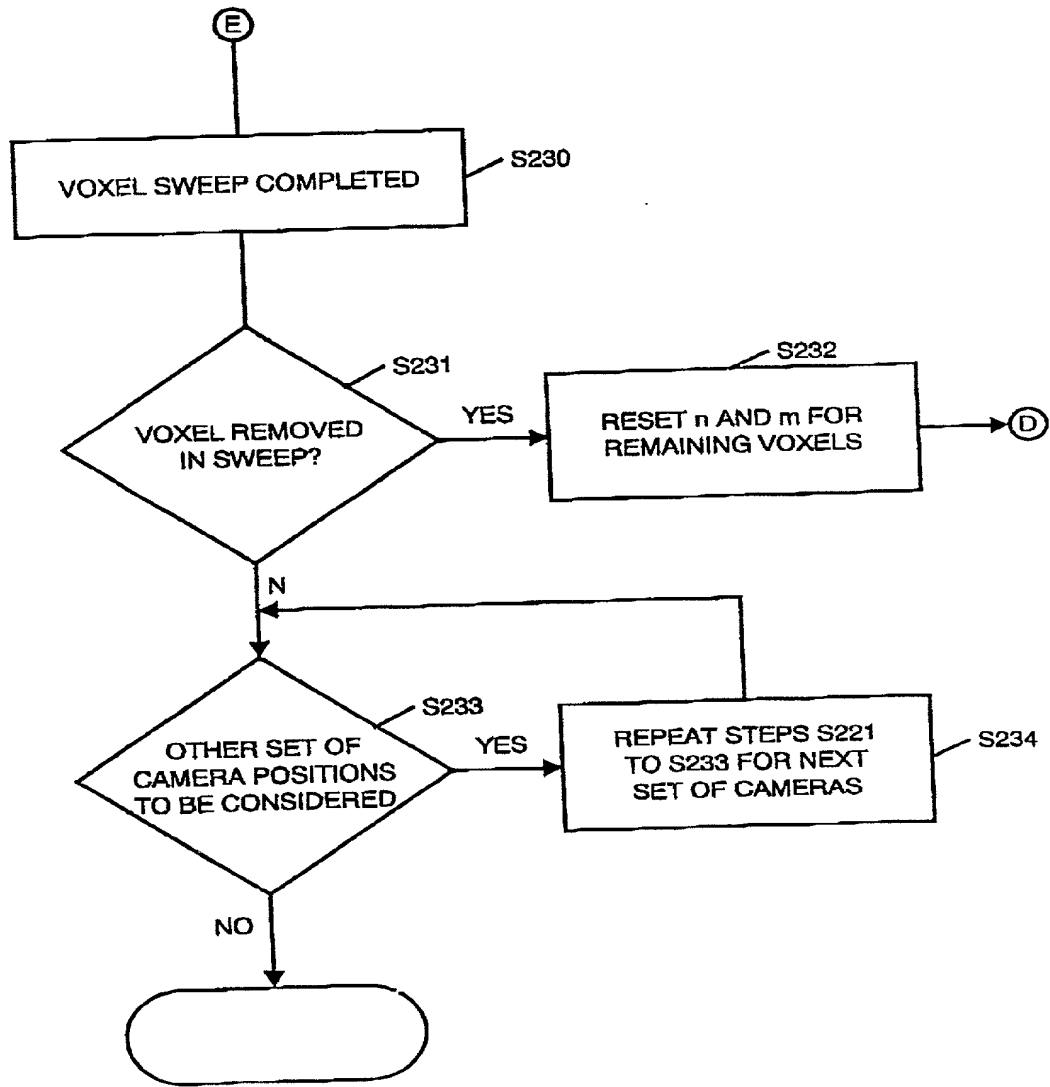 E
VOXEL SWEEP COMPLETED
S230
S231
VOXEL REMOVED
IN SWEEP?
YES
S232
RESET n AND m FOR
REMAINING VOXELS
D
N
S233
OTHER SET OF
CAMERA POSITIONS
TO BE CONSIDERED
YES
REPEAT STEPS S221
TO S233 FOR NEXT
SET OF CAMERAS
S234
NO